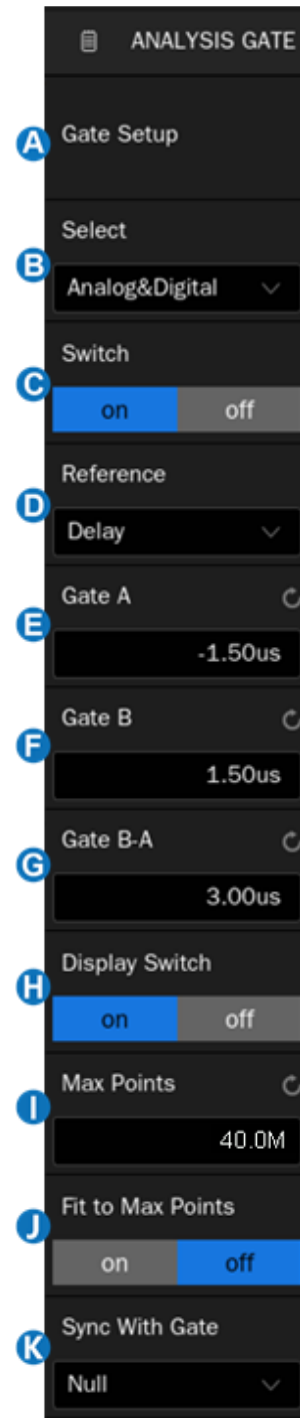 ANALYSIS GATE
A Gate Setup
Select
B
Analog&Digital
Switch
C
on off
Reference
D
Delay
Gate A
E
-1.50us
Gate B
F
1.50us
Gate B-A
G
3.00us
Display Switch
H
on off
Max Points
I
40.0M
Fit to Max Points
J
on off
Sync With Gate
K
Null